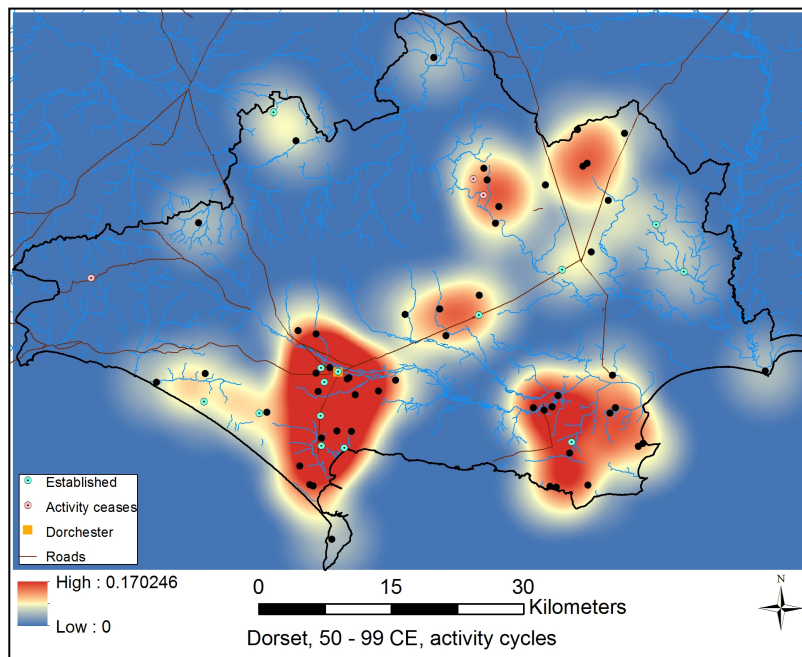 Established
Activity ceases
Dorchester
Roads
High : 0.170246
Low : 0
0 15 30
Kilometers
N
Dorset, 50 - 99 CE, activity cycles